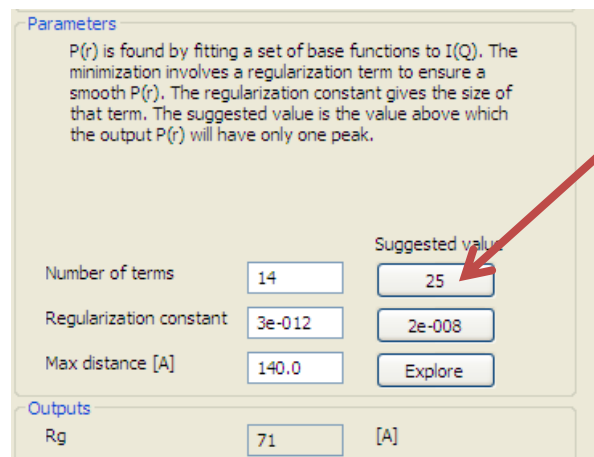 Parameters
P(r) is found by fitting a set of base functions to I(Q). The
minimization involves a regularization term to ensure a
smooth P(r). The regularization constant gives the size of
that term. The suggested value is the value above which
the output P(r) will have only one peak.
Suggested value
Number of terms 14 25
Regularization constant 3e-012 2e-008
Max distance [A] 140.0 Explore
Outputs
Rg 71 [A]